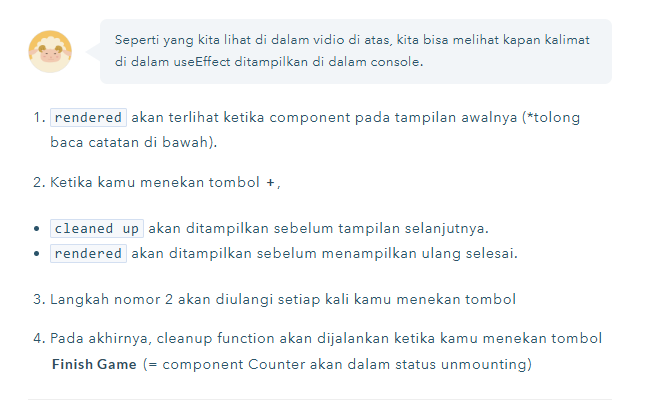 Seperti yang kita lihat di dalam vidio di atas, kita bisa melihat kapan kalimat
di dalam useEffect ditampilkan di dalam console.
1. rendered akan terlihat ketika component pada tampilan awalnya (*tolong
baca catatan di bawah).
2. Ketika kamu menekan tombol +,
• cleaned up akan ditampilkan sebelum tampilan selanjutnya.
• rendered akan ditampilkan sebelum menampilkan ulang selesai.
3. Langkah nomor 2 akan diulangi setiap kali kamu menekan tombol
4. Pada akhirnya, cleanup function akan dijalankan ketika kamu menekan tombol
Finish Game (= component Counter akan dalam status unmounting)